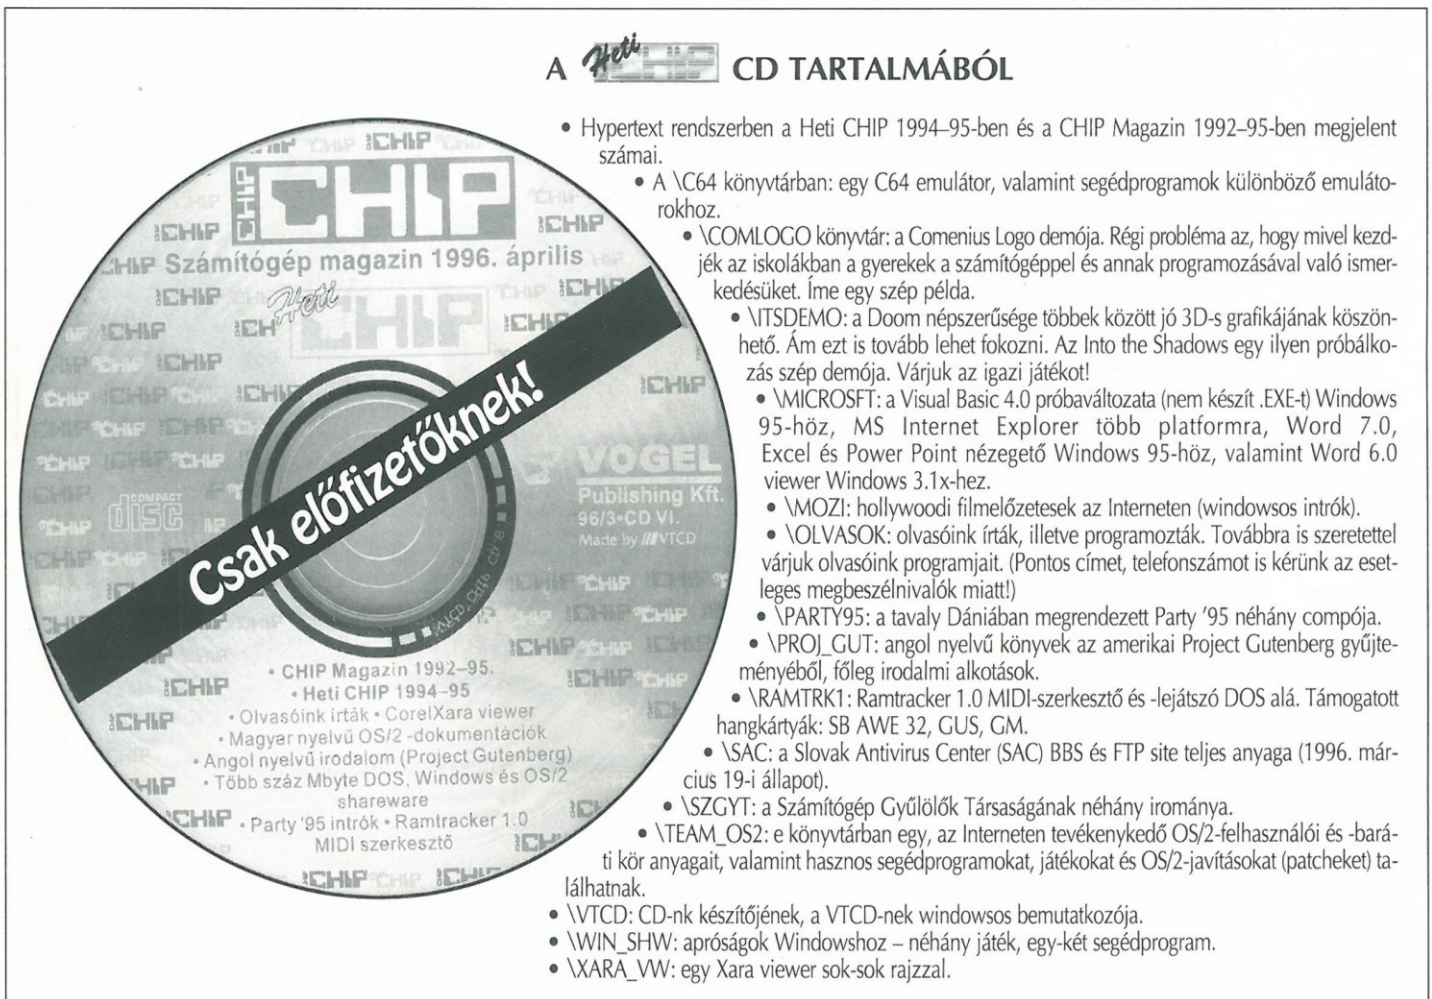 A Heti CHIP CD TARTALMÁBÓL
• Hypertext rendszerben a Heti CHIP 1994–95-ben és a CHIP Magazin 1992–95-ben megjelent
számai.
• A \C64 könyvtárban: egy C64 emulátor, valamint segédprogramok különböző emuláto-
rokhoz.
• \COMLOGO könyvtár: a Comenius Logo demója. Régi probléma az, hogy mivel kezd-
jék az iskolákban a gyerekek a számítógéppel és annak programozásával való ismer-
kedésüket. Íme egy szép példa.
• \ITSDEMO: a Doom népszerűsége többek között jó 3D-s grafikájának köszön-
hető. Ám ezt is tovább lehet fokozni. Az Into the Shadows egy ilyen próbálko-
zás szép demója. Várjuk az igazi játékot!
• \MICROSFT: a Visual Basic 4.0 próbaváltozata (nem készít .EXE-t) Windows
95-höz, MS Internet Explorer több platformra, Word 7.0,
Excel és Power Point nézegető Windows 95-höz, valamint Word 6.0
viewer Windows 3.1x-hez.
• \MOZI: hollywoodi filmelőzetesek az Interneten (windowsos intrók).
• \OLVASOK: olvasóink írták, illetve programozták. Továbbra is szeretettel
várjuk olvasóink programjait. (Pontos címet, telefonszámot is kérünk az eset-
leges megbeszélnivalók miatt!)
• \PARTY95: a tavaly Dániában megrendezett Party '95 néhány compója.
• \PROJ_GUT: angol nyelvű könyvek az amerikai Project Gutenberg gyűjte-
ményéből, főleg irodalmi alkotások.
• \RAMTRK1: Ramtracker 1.0 MIDI-szerkesztő és -lejátszó DOS alá. Támogatott
hangkártyák: SB AWE 32, GUS, GM.
• \SAC: a Slovak Antivirus Center (SAC) BBS és FTP site teljes anyaga (1996. már-
cius 19-i állapot).
• \SZGYT: a Számítógép Gyűlölők Társaságának néhány irománya.
• \TEAM_OS2: e könyvtárban egy, az Interneten tevékenykedő OS/2-felhasználói és -bará-
ti kör anyagait, valamint hasznos segédprogramokat, játékokat és OS/2-javításokat (patcheket) ta-
lálhatnak.
• \VTCD: CD-nk készítőjének, a VTCD-nek windowsos bemutatkozója.
• \WIN_SHW: apróságok Windowshoz – néhány játék, egy-két segédprogram.
• \XARA_VW: egy Xara viewer sok-sok rajzzal.
CHIP
CHIP
Számítógép magazin 1996. április
Heti
CHIP
Csak előfizetőknek!
COMPACT
disc
VOGEL
Publishing Kft.
96/3•CD VI.
Made by VTCD
• CHIP Magazin 1992–95.
• Heti CHIP 1994–95
• Olvasóink írták • CorelXara viewer
• Magyar nyelvű OS/2 -dokumentációk
• Angol nyelvű irodalom (Project Gutenberg)
• Több száz Mbyte DOS, Windows és OS/2
shareware
• Party '95 intrók • Ramtracker 1.0
MIDI szerkesztő